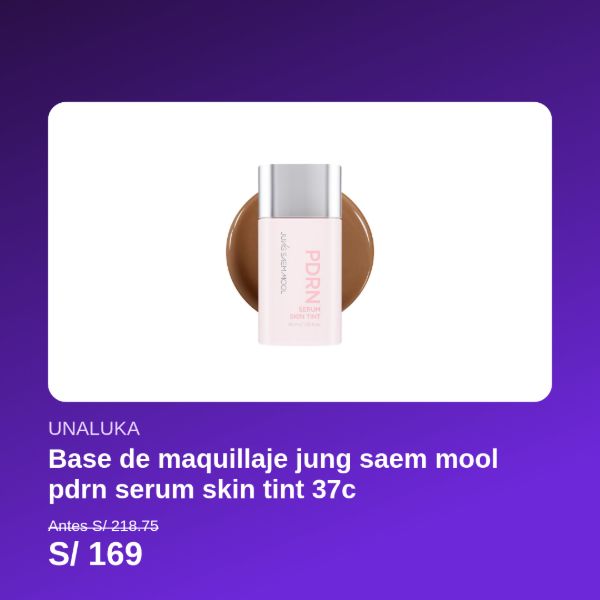 JUNG SAEM MOOL
PDRN
SERUM
SKIN TINT
UNALUKA
Base de maquillaje jung saem mool
pdrn serum skin tint 37c
Antes S/ 218.75
S/ 169